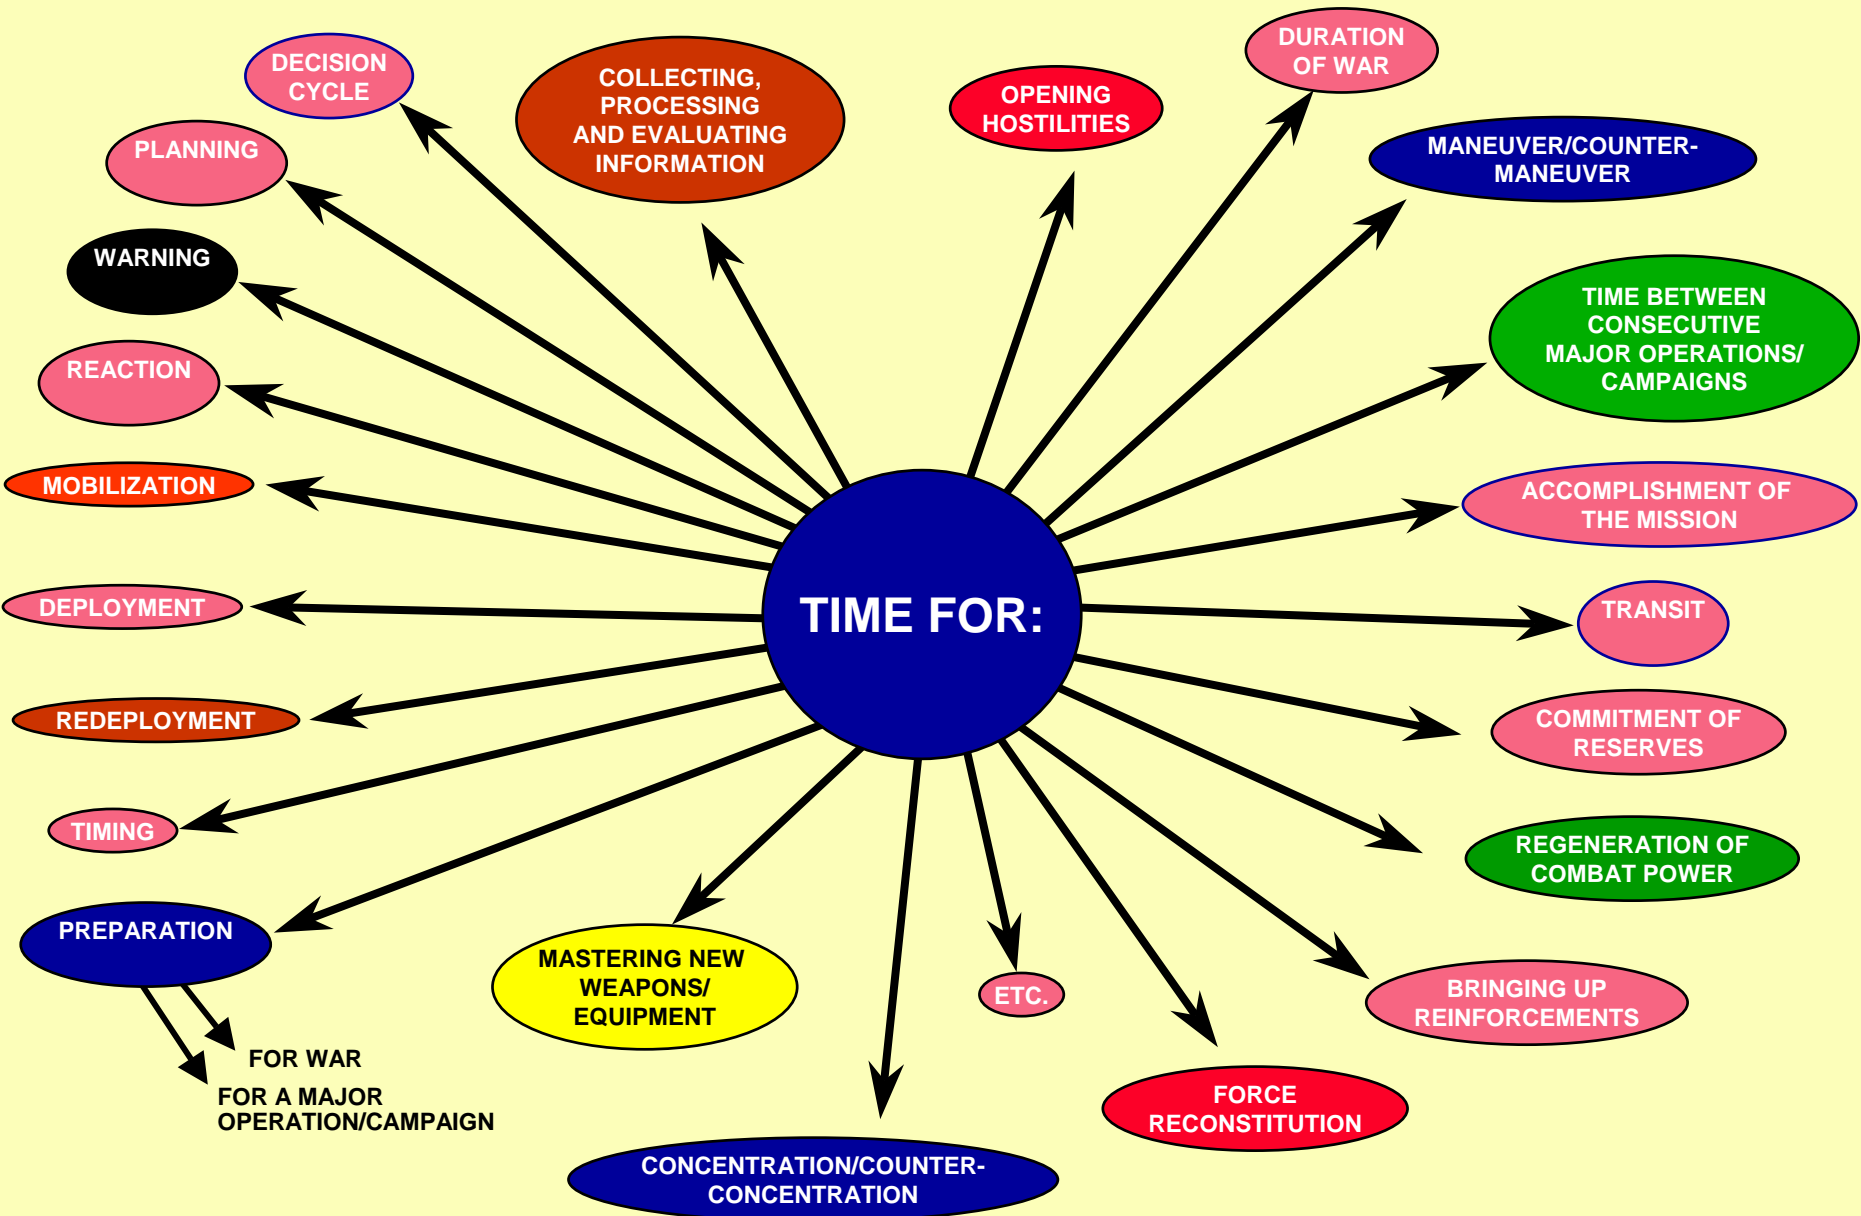 DURATION
OF WAR
DECISION
CYCLE
COLLECTING,
PROCESSING
AND EVALUATING
INFORMATION
OPENING
HOSTILITIES
PLANNING
MANEUVER/COUNTER-
MANEUVER
WARNING
TIME BETWEEN
CONSECUTIVE
MAJOR OPERATIONS/
CAMPAIGNS
REACTION
MOBILIZATION
ACCOMPLISHMENT OF
THE MISSION
DEPLOYMENT
TIME FOR:
TRANSIT
REDEPLOYMENT
COMMITMENT OF
RESERVES
TIMING
REGENERATION OF
COMBAT POWER
PREPARATION
MASTERING NEW
WEAPONS/
EQUIPMENT
ETC.
BRINGING UP
REINFORCEMENTS
FOR WAR
FOR A MAJOR
OPERATION/CAMPAIGN
FORCE
RECONSTITUTION
CONCENTRATION/COUNTER-
CONCENTRATION